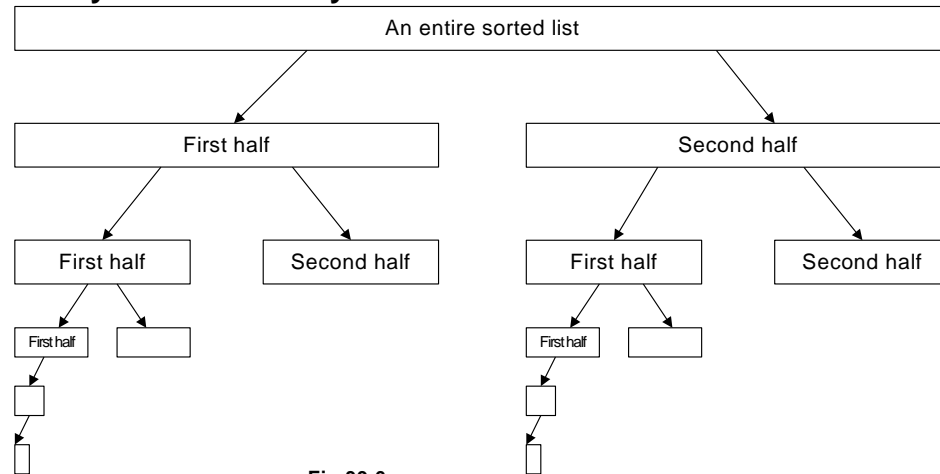 An entire sorted list
First half Second half
First half Second half First half Second half
First half First half